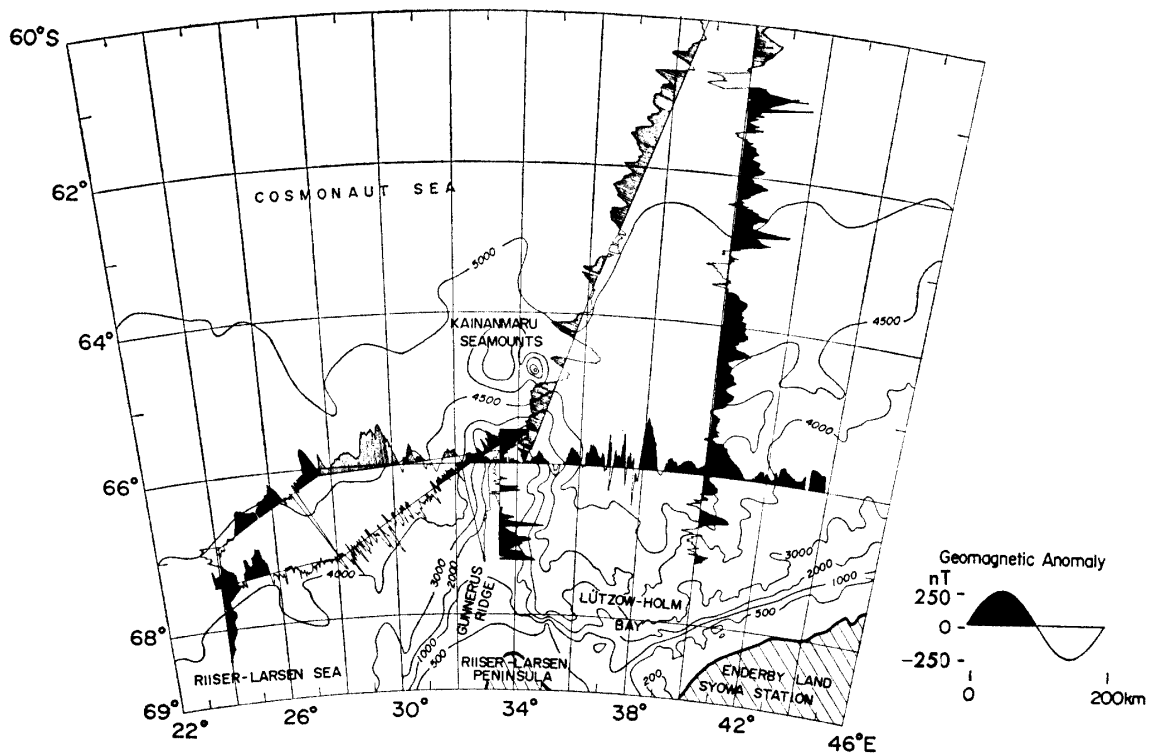 60°S
62°
COSMONAUT SEA
5000
64°
KAINANMARU
SEAMOUNTS
4500
4500
4000
66°
4000
3000
2000
GUNNERUS
RIDGE
3000
2000
1000
500
LÜTZOW-HOLM
BAY
68°
1000
500
RIISER-LARSEN SEA
RIISER-LARSEN
PENINSULA
200
ENDERBY LAND
SYOWA STATION
69°
22°
26°
30°
34°
38°
42°
46°E
Geomagnetic Anomaly
nT
250
0
-250
0
200km